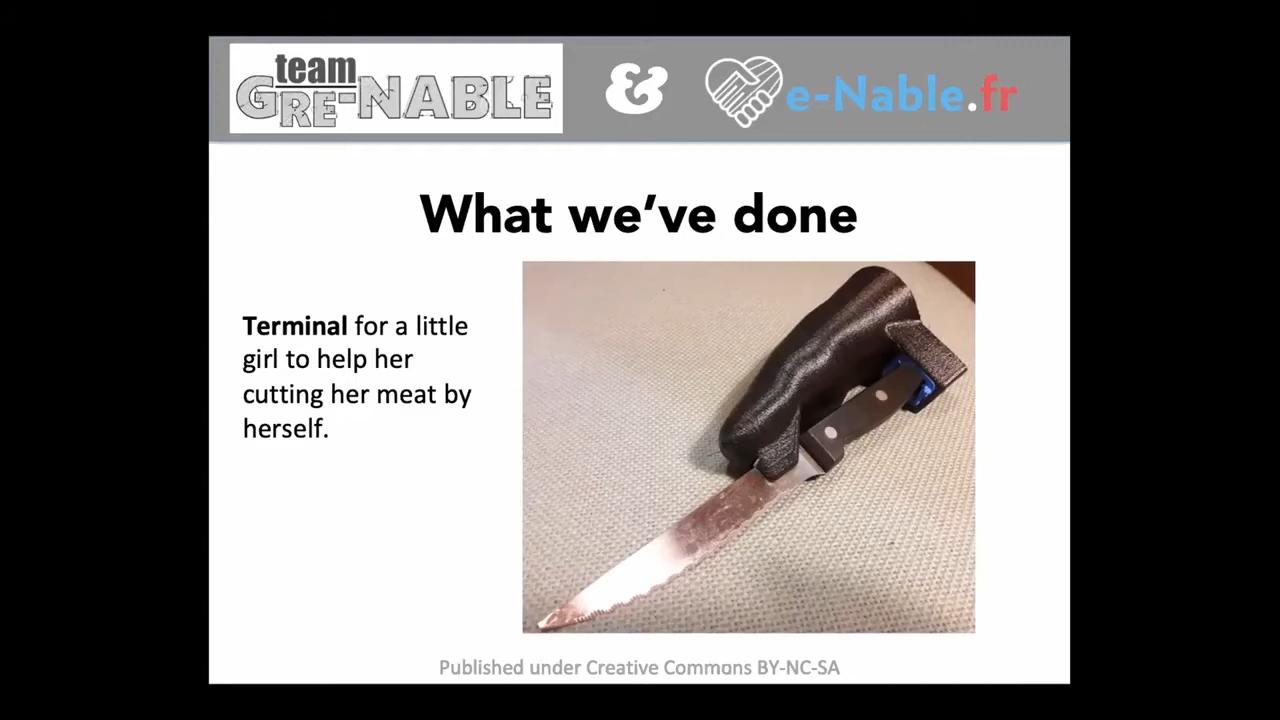 team
GRE-NABLE
&
e-Nable.fr
What we've done
Terminal for a little
girl to help her
cutting her meat by
herself.
Published under Creative Commons BY-NC-SA